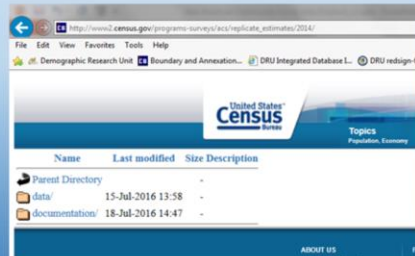 http://www2.census.gov/programs-surveys/acs/replicate_estimates/2014/
File Edit View Favorites Tools Help
Demographic Research Unit Boundary and Annexation... DRU Integrated Database I... DRU redsign-
United States™
Census
Bureau
Topics
Population, Economy
Name Last modified Size Description
Parent Directory -
data/ 15-Jul-2016 13:58 -
documentation/ 18-Jul-2016 14:47 -
ABOUT US